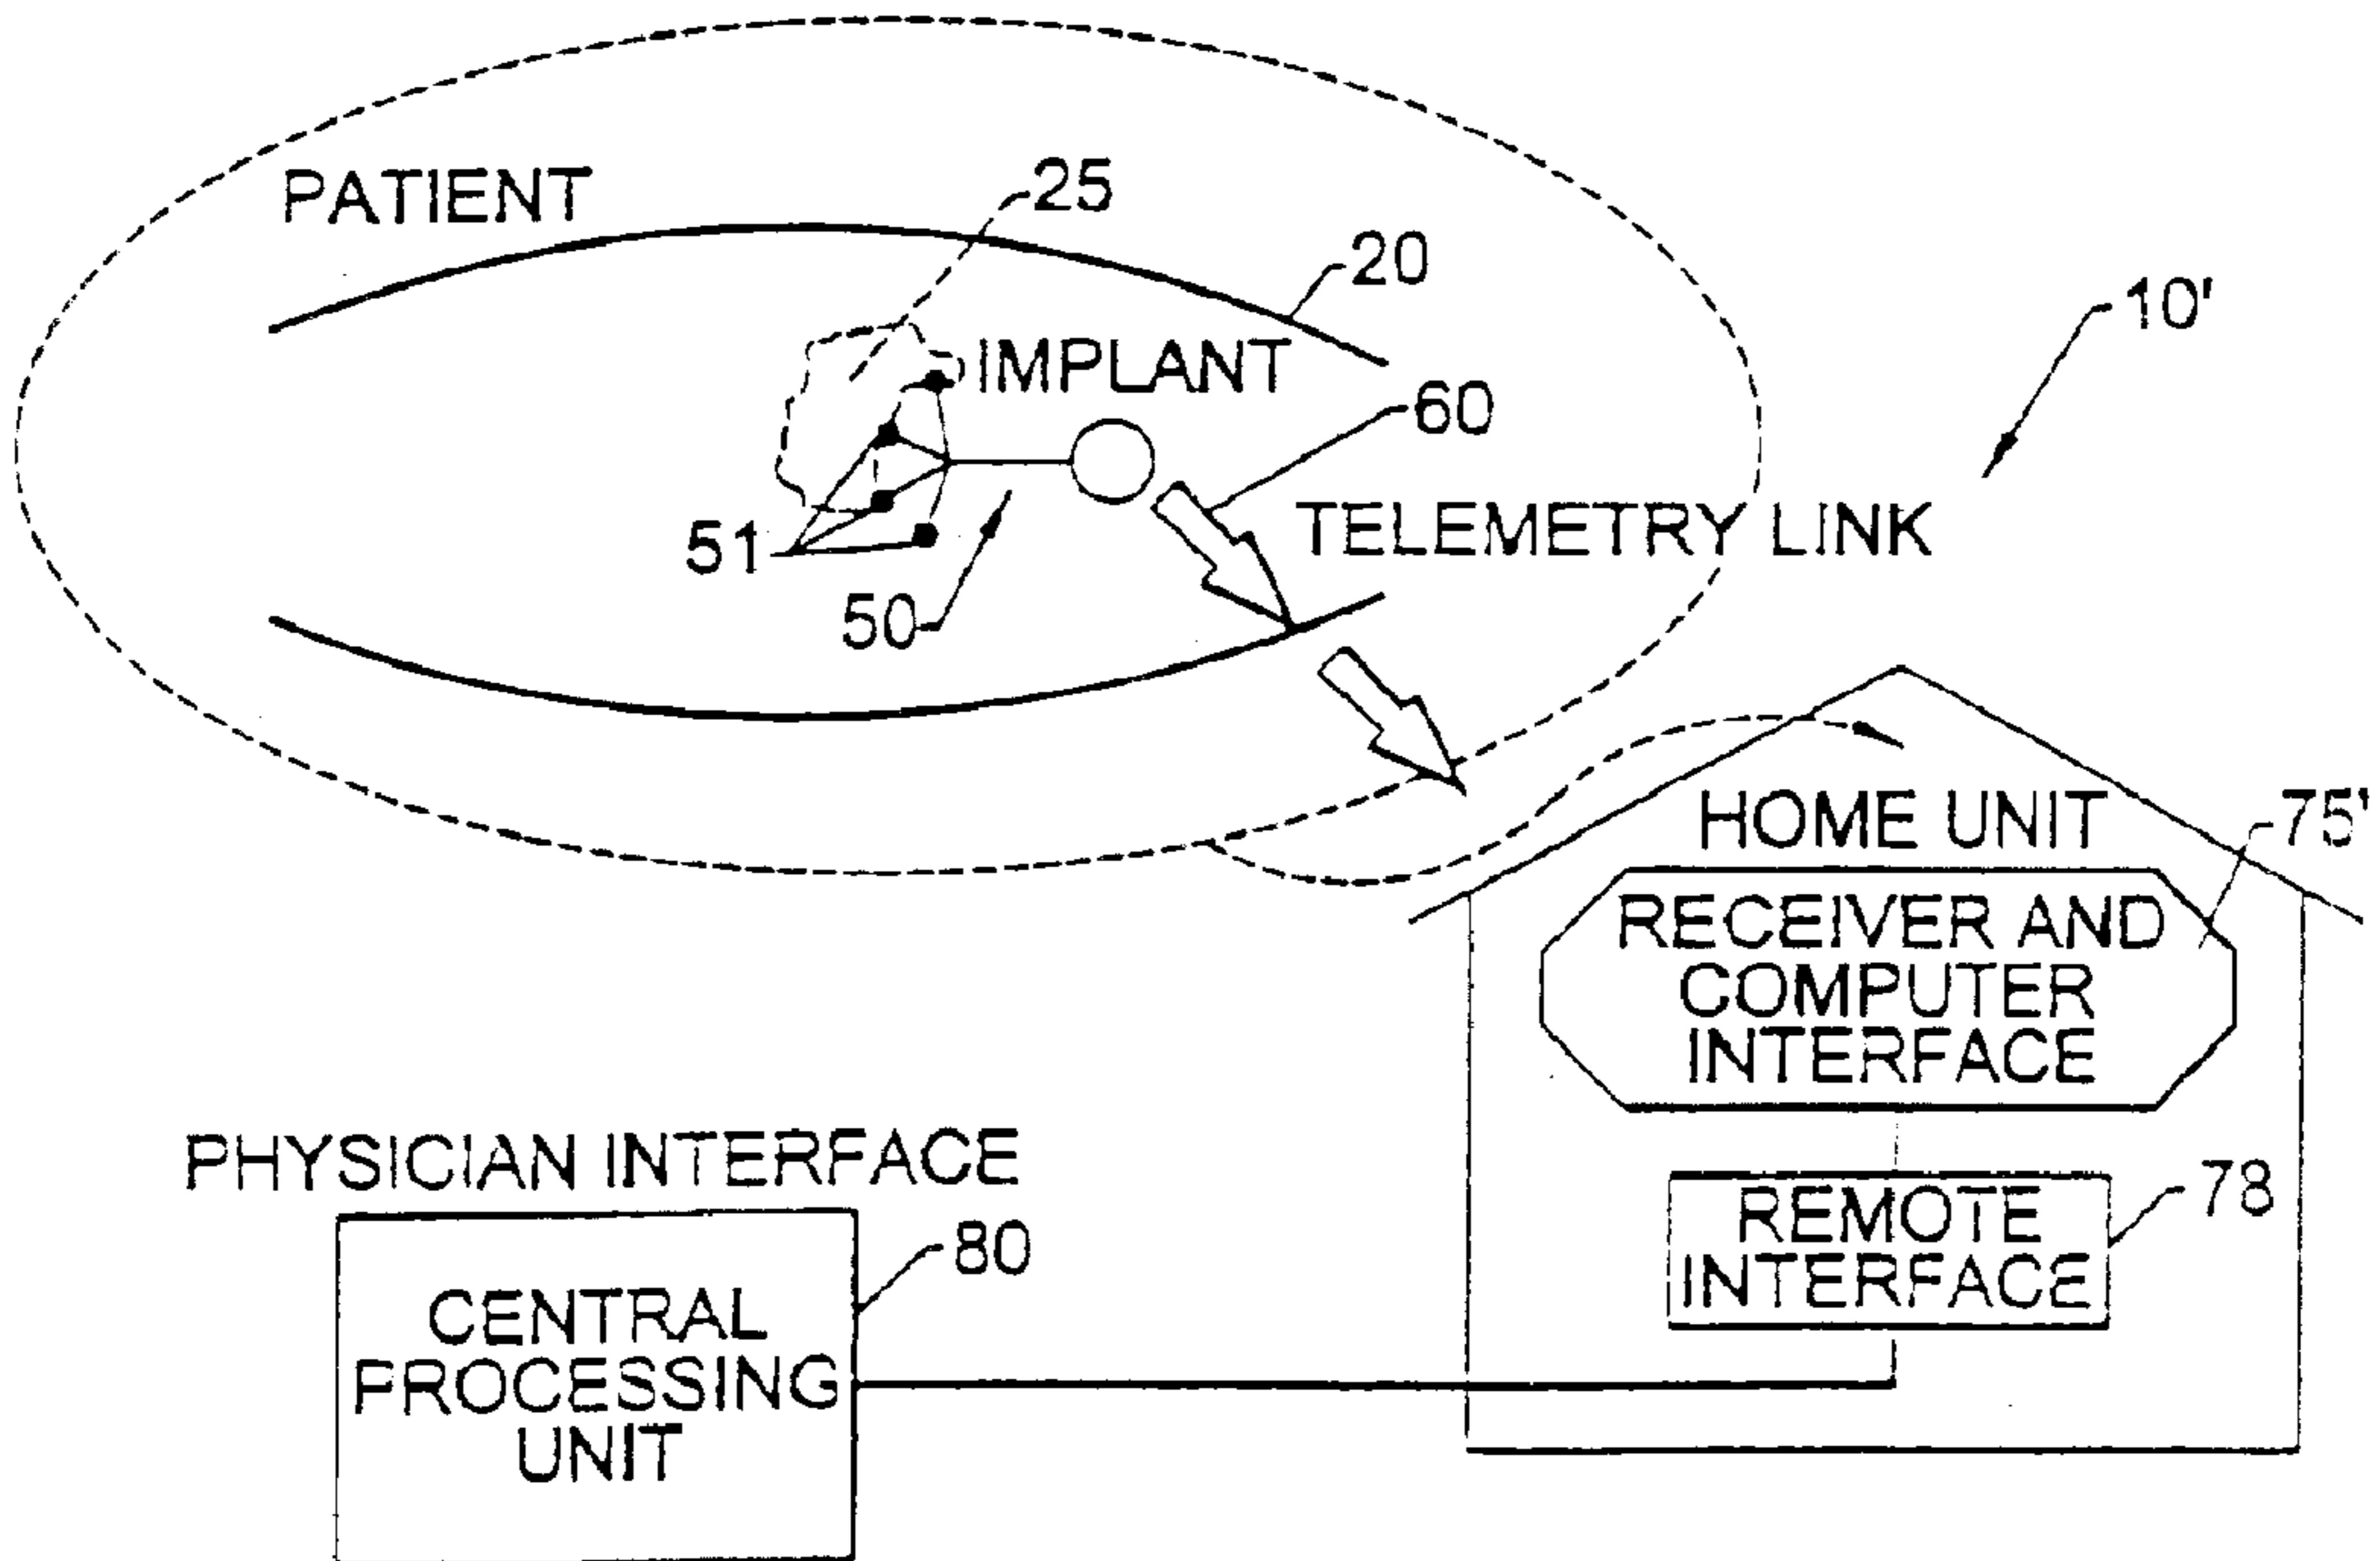 PATIENT
25
20
10'
IMPLANT
60
TELEMETRY LINK
51
50
HOME UNIT
75'
RECEIVER AND
COMPUTER
INTERFACE
PHYSICIAN INTERFACE
78
REMOTE
INTERFACE
80
CENTRAL
PROCESSING
UNIT